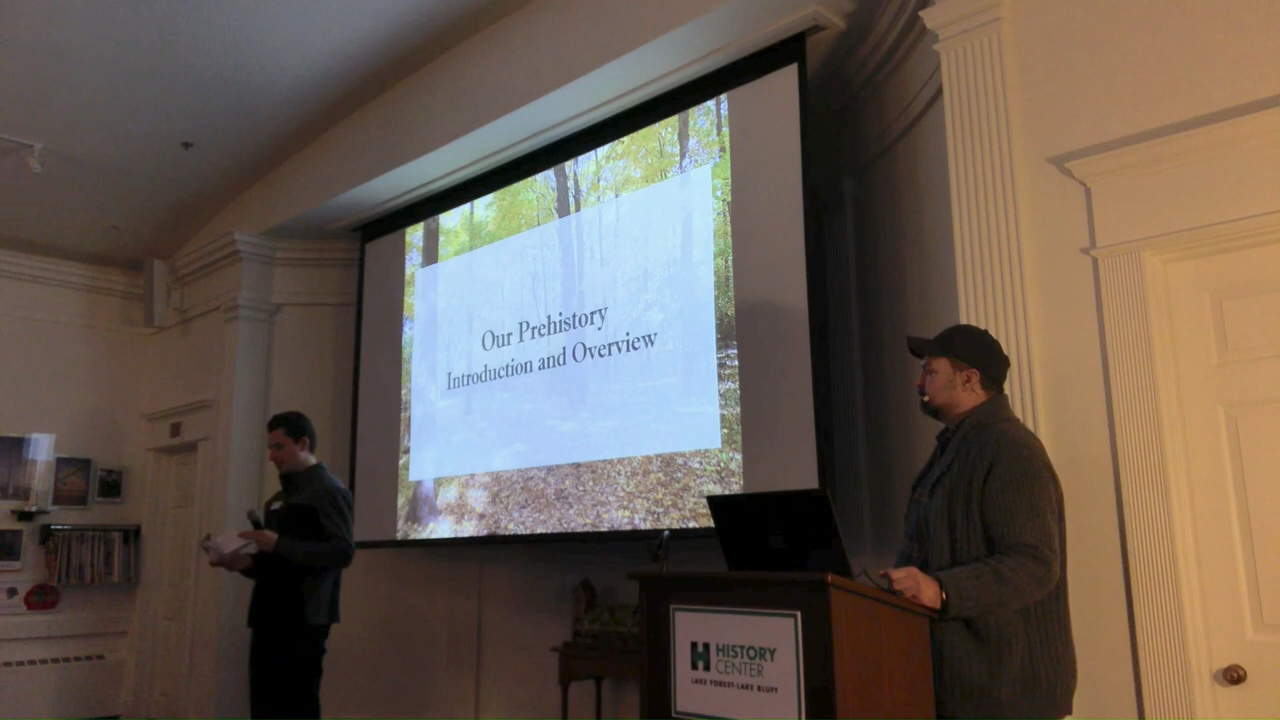 Our Prehistory
Introduction and Overview
H HISTORY
CENTER
LAKE FOREST-LAKE BLUFF